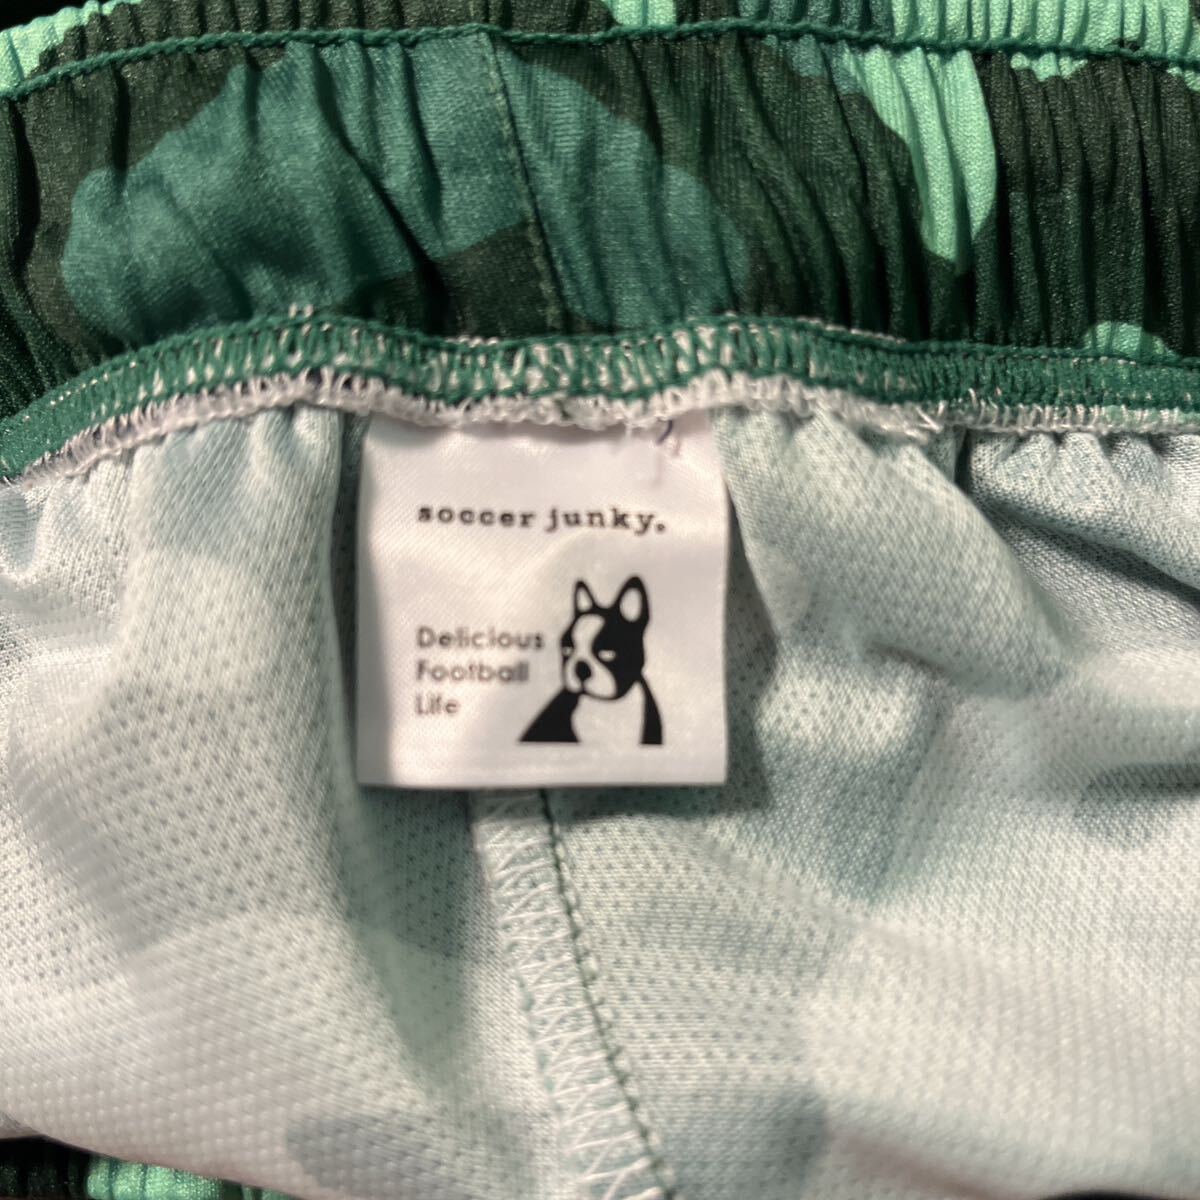 soccer junky.
Delicious
Football
Life